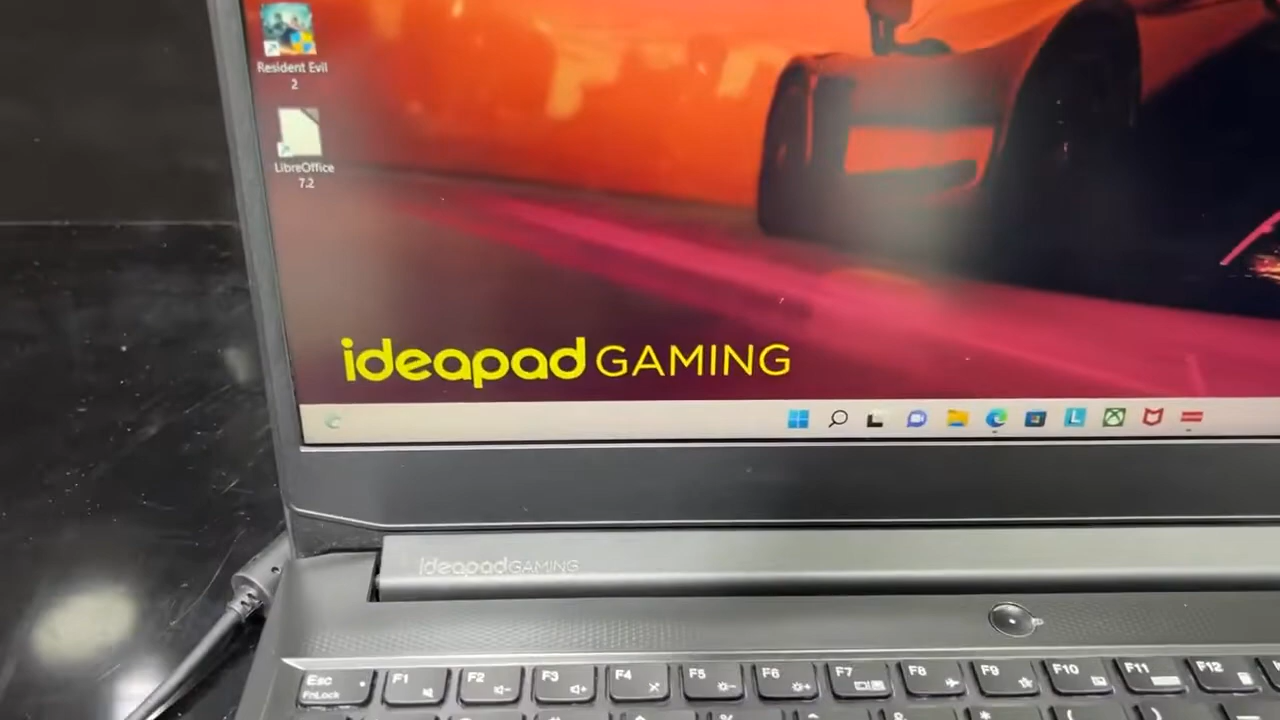 Resident Evil
2
LibreOffice
7.2
ideapad GAMING
L
ideapad GAMING
Esc
FnLock
F1
F2
F3
F4
F5
F6
F7
F8
F9
F10
F11
F12
%
&
*
(
)